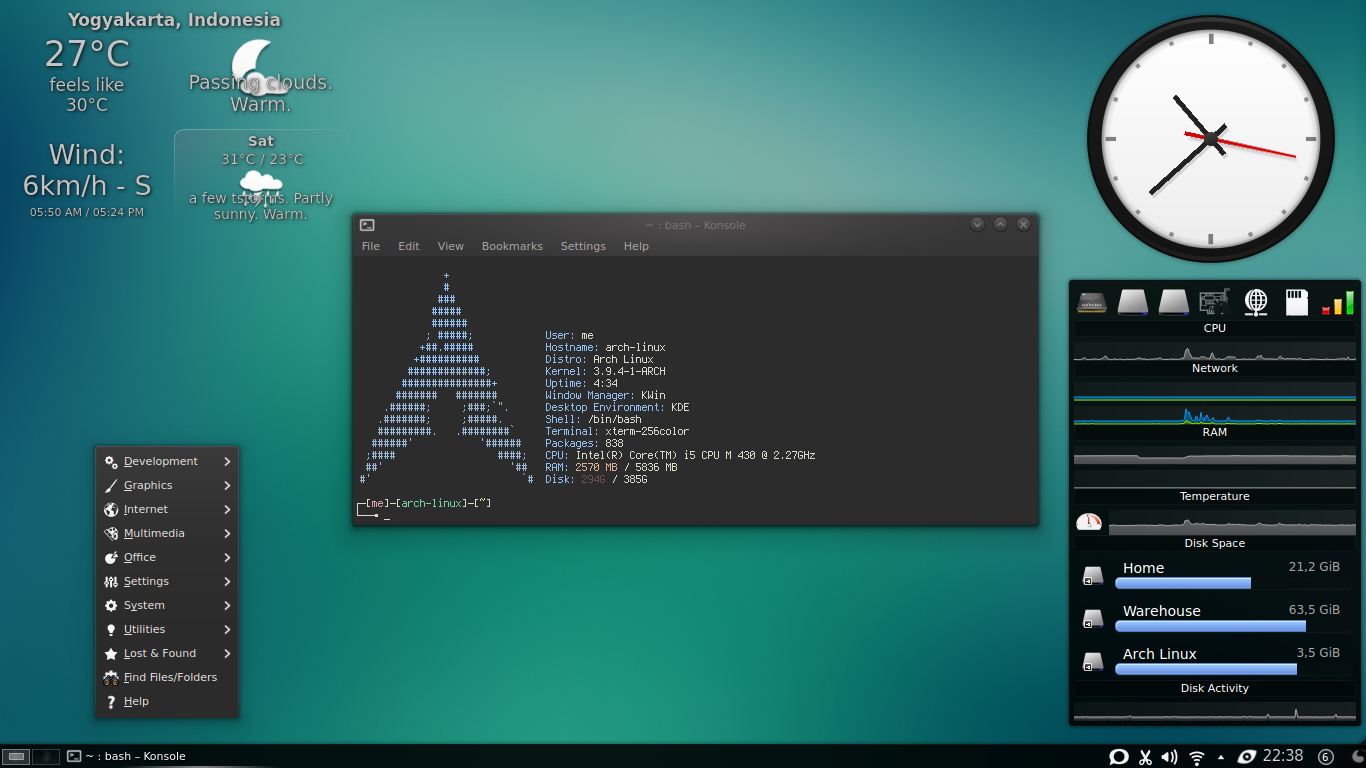 Yogyakarta, Indonesia
27°C
feels like
30°C
Passing clouds.
Warm.
Wind:
6km/h - S
05:50 AM / 05:24 PM
Sat
31°C / 23°C
a few tstorms. Partly
sunny. Warm.
~ : bash – Konsole
File Edit View Bookmarks Settings Help
+
#
###
#####
######
; #####;
+##.#####
+##########
#############;
###############+
####### #######
.######; ;###;`".
.#######; ;#####.
#########. .########`
######' '######
;#### ####;
##' '##
#' `#
User: me
Hostname: arch-linux
Distro: Arch Linux
Kernel: 3.9.4-1-ARCH
Uptime: 4:34
Window Manager: KWin
Desktop Environment: KDE
Shell: /bin/bash
Terminal: xterm-256color
Packages: 838
CPU: Intel(R) Core(TM) i5 CPU M 430 @ 2.27GHz
RAM: 2570 MB / 5836 MB
Disk: 294G / 385G
┌─[me]─[arch-linux]─[~]
└──╼ _
Development
Graphics
Internet
Multimedia
Office
Settings
System
Utilities
Lost & Found
Find Files/Folders
? Help
CPU
Network
RAM
Temperature
Disk Space
Home 21,2 GiB
Warehouse 63,5 GiB
Arch Linux 3,5 GiB
Disk Activity
~ : bash – Konsole
22:38
6